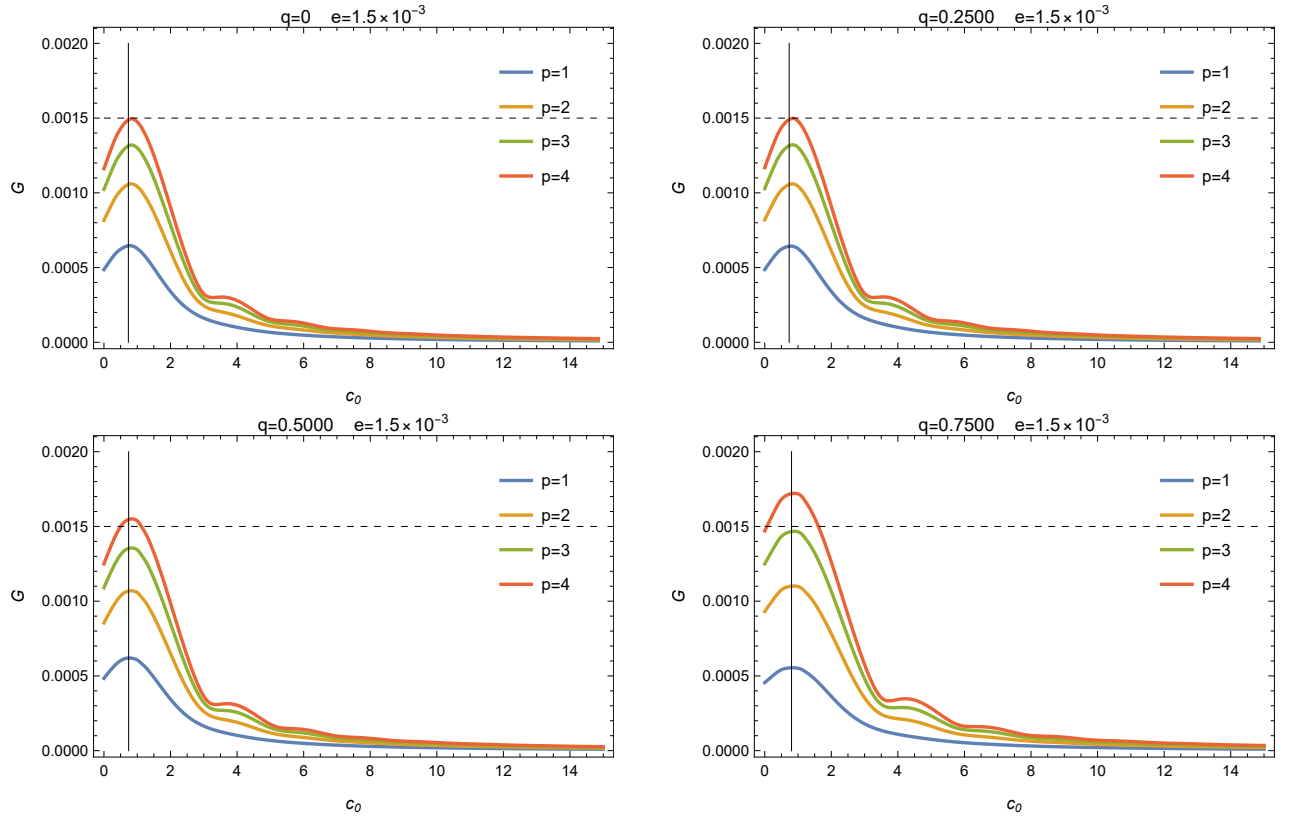 q=0 e=1.5×10⁻³
G
0.0020
0.0015
0.0010
0.0005
0.0000
p=1
p=2
p=3
p=4
0 2 4 6 8 10 12 14
c₀
q=0.2500 e=1.5×10⁻³
G
0.0020
0.0015
0.0010
0.0005
0.0000
p=1
p=2
p=3
p=4
0 2 4 6 8 10 12 14
c₀
q=0.5000 e=1.5×10⁻³
G
0.0020
0.0015
0.0010
0.0005
0.0000
p=1
p=2
p=3
p=4
0 2 4 6 8 10 12 14
c₀
q=0.7500 e=1.5×10⁻³
G
0.0020
0.0015
0.0010
0.0005
0.0000
p=1
p=2
p=3
p=4
0 2 4 6 8 10 12 14
c₀